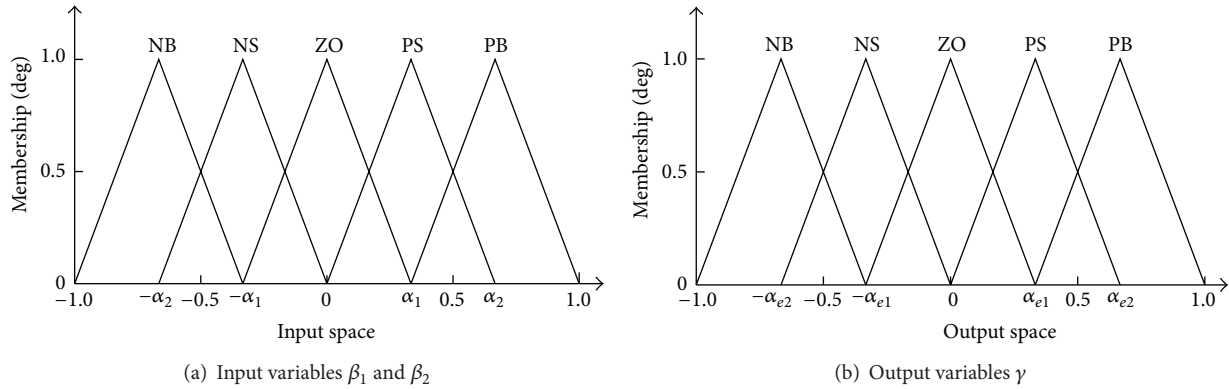 NB NS ZO PS PB
1.0
0.5
0
Membership (deg)
−1.0 −α2 −0.5 −α1 0 α1 0.5 α2 1.0
Input space
(a) Input variables β1 and β2
NB NS ZO PS PB
1.0
0.5
0
Membership (deg)
−1.0 −αe2 −0.5 −αe1 0 αe1 0.5 αe2 1.0
Output space
(b) Output variables γ